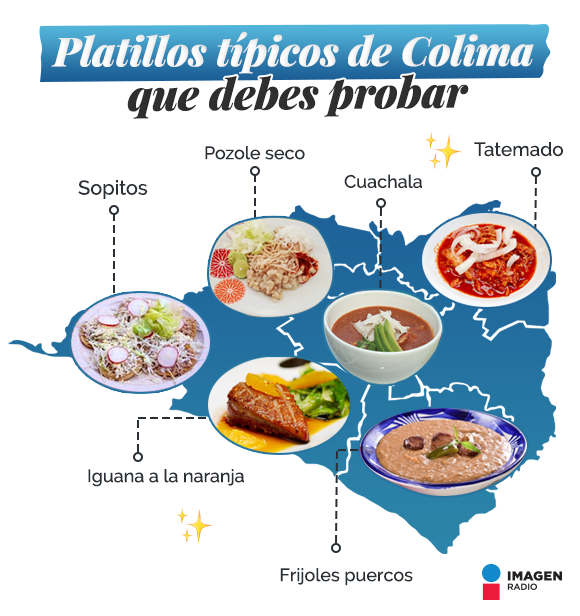 Platillos típicos de Colima
que debes probar
Pozole seco
Tatemado
Sopitos
Cuachala
Iguana a la naranja
Frijoles puercos
IMAGEN
RADIO